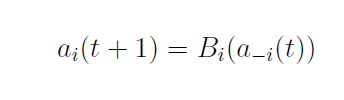 a_i(t + 1) = B_i(a_{-i}(t))